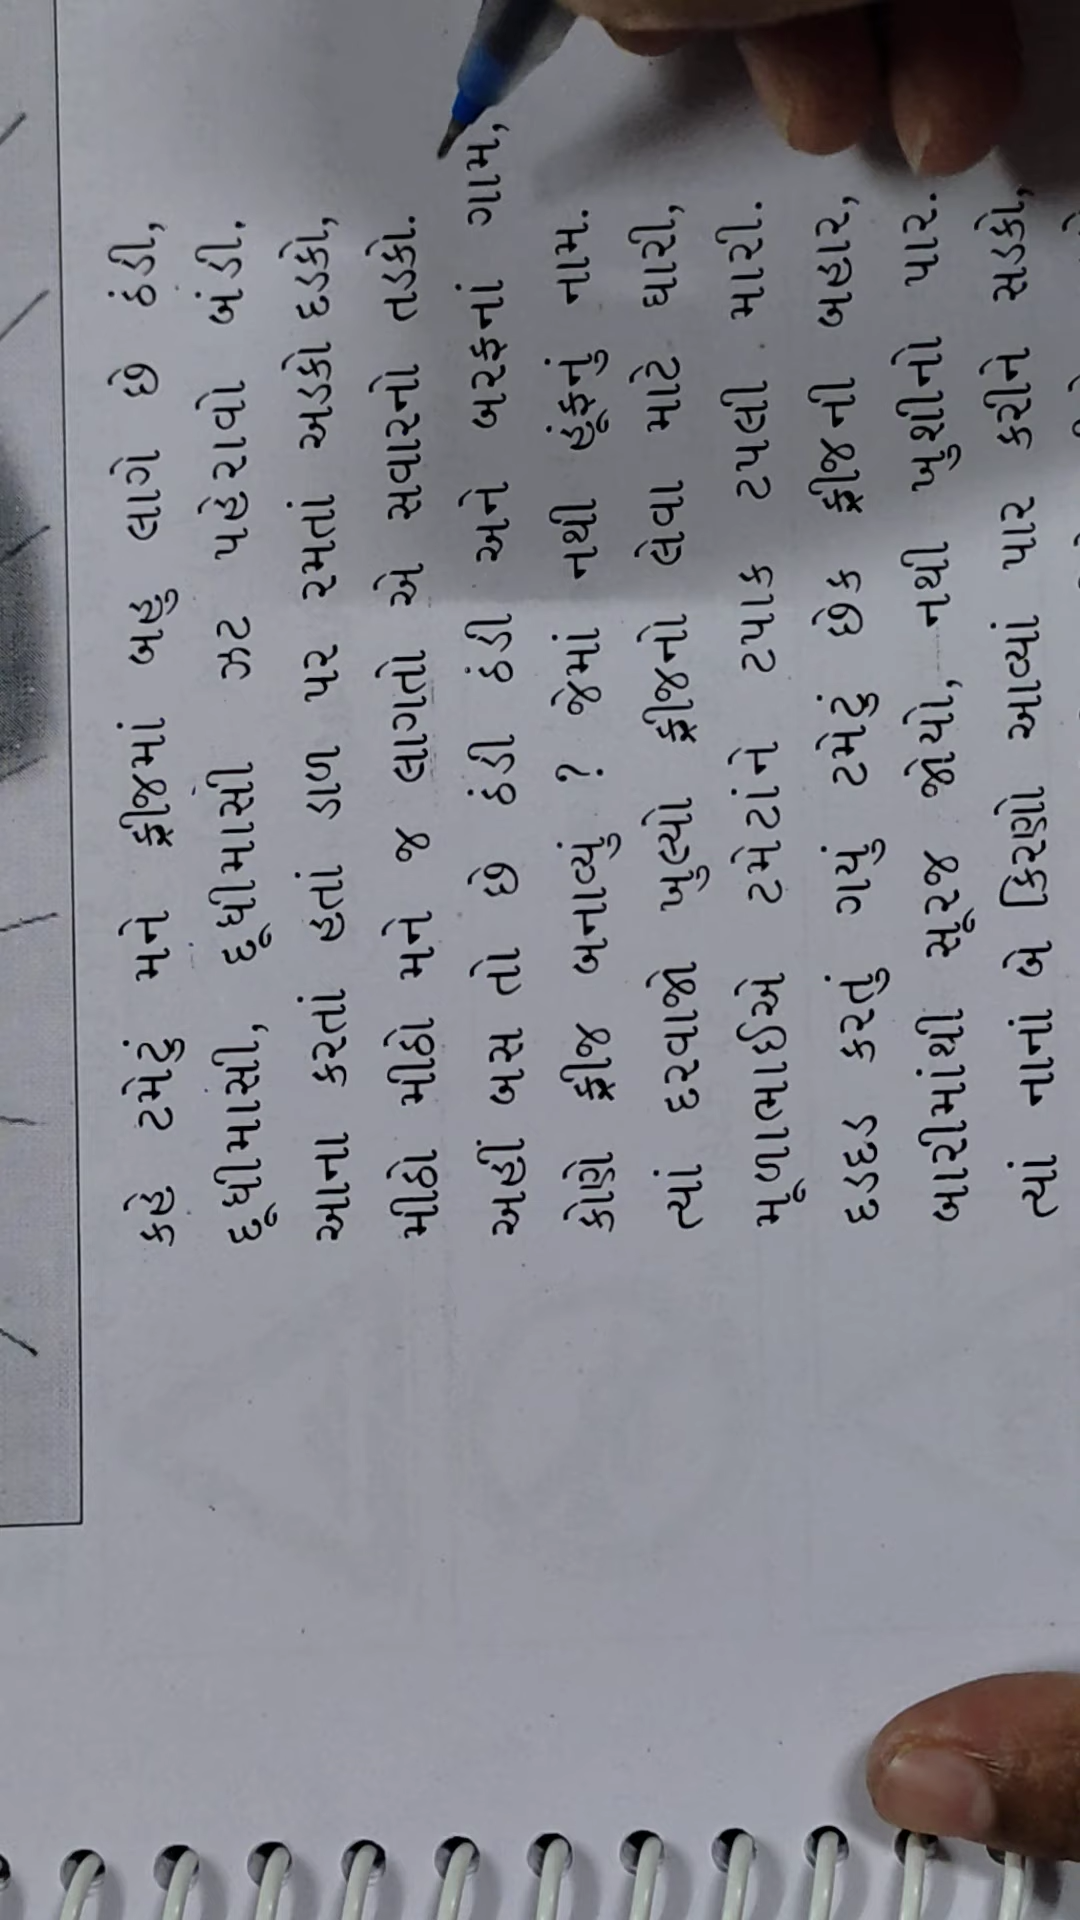 કહે ટમેટું મને ફ્રીજમાં બહુ લાગે છે ઠંડી,
દૂધીમાસી, દૂધીમાસી ઝટ પહેરાવો બંડી.
આના કરતાં હતાં ડાળ પર રમતાં અડકો દડકો,
મીઠો મીઠો મને જ લાગતો એ સવારનો તડકો.
અહીં બસ તો છે ઠંડી ઠંડી અને બરફનાં ગામ,
કોણે ફ્રીજ બનાવ્યું ? જેમાં નથી હૂંફનું નામ.
ત્યાં દરવાજો ખુલ્યો ફ્રીજનો લેવા માટે ઘારી,
મૂળાભાઈએ ટમેટાંને ટપાક ટપલી મારી.
દડદડ કરતું ગયું ટમેટું છેક ફ્રીજની બહાર,
બારીમાંથી સૂરજ જોયો, નથી ખુશીનો પાર.
ત્યાં નાનાં બે કિરણો આવ્યાં પાર કરીને સડકો,